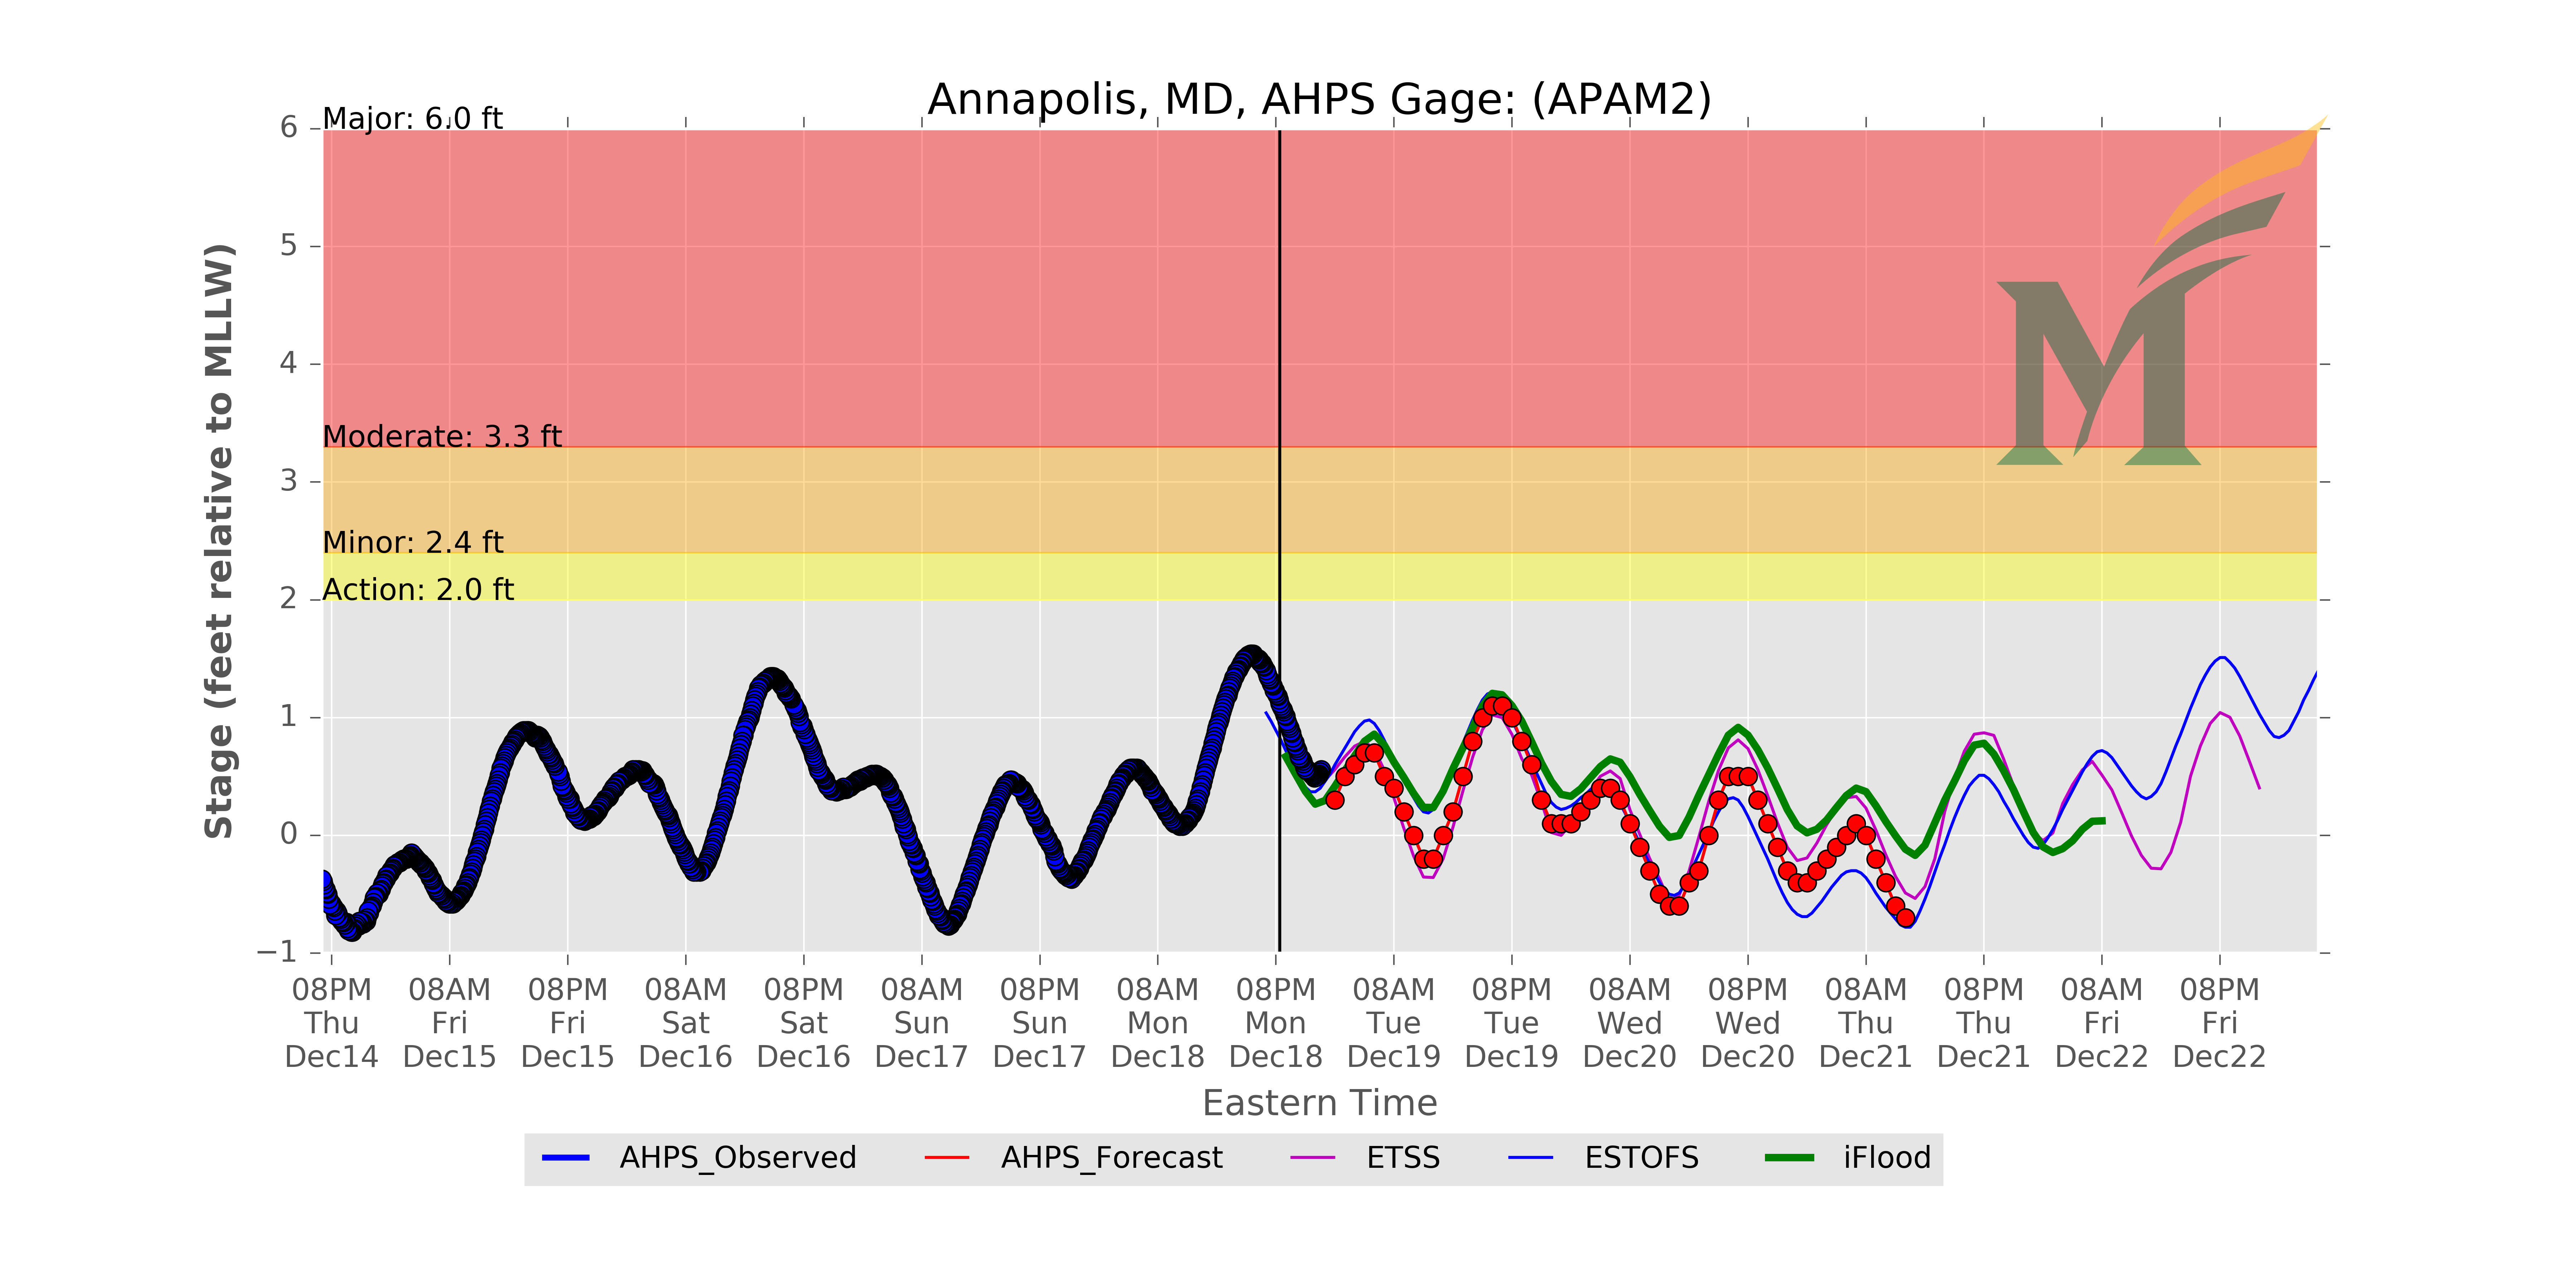 Annapolis, MD, AHPS Gage: (APAM2)
Major: 6.0 ft
Moderate: 3.3 ft
Minor: 2.4 ft
Action: 2.0 ft
6
5
4
3
2
1
0
−1
Stage (feet relative to MLLW)
08PM 08AM 08PM 08AM 08PM 08AM 08PM 08AM 08PM 08AM 08PM 08AM 08PM 08AM 08PM 08AM 08PM
Thu Fri Fri Sat Sat Sun Sun Mon Mon Tue Tue Wed Wed Thu Thu Fri Fri
Dec14 Dec15 Dec15 Dec16 Dec16 Dec17 Dec17 Dec18 Dec18 Dec19 Dec19 Dec20 Dec20 Dec21 Dec21 Dec22 Dec22
Eastern Time
AHPS_Observed AHPS_Forecast ETSS ESTOFS iFlood